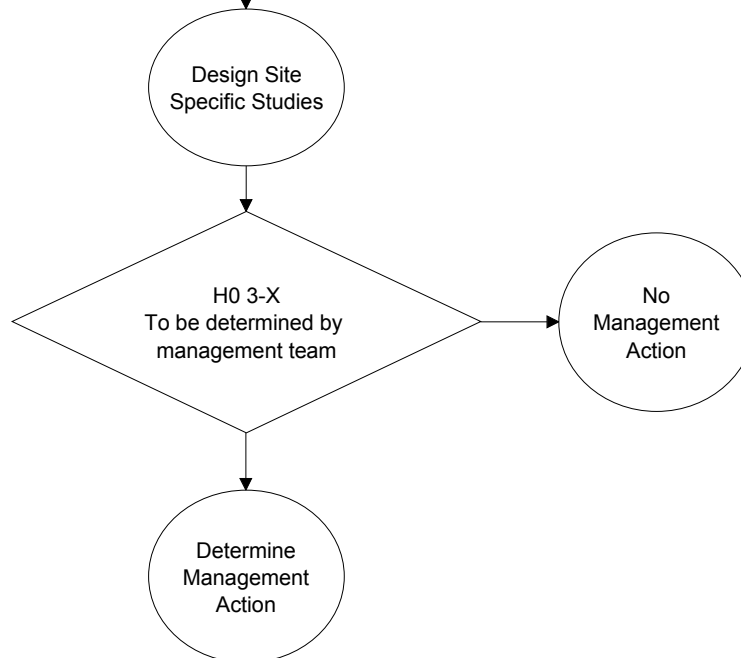 Design Site
Specific Studies
H0 3-X
To be determined by
management team
No
Management
Action
Determine
Management
Action